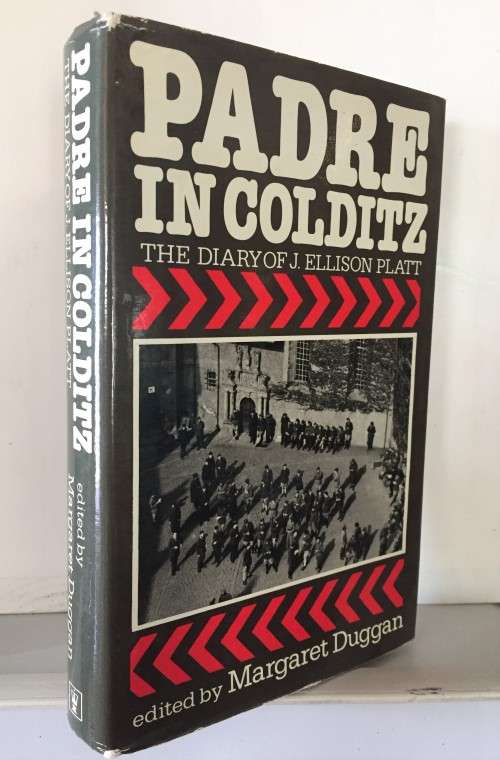 PADRE
IN COLDITZ
THE DIARY OF J. ELLISON PLATT
edited by Margaret Duggan
PADRE IN COLDITZ
THE DIARY OF J. ELLISON PLATT
edited by
Margaret Duggan